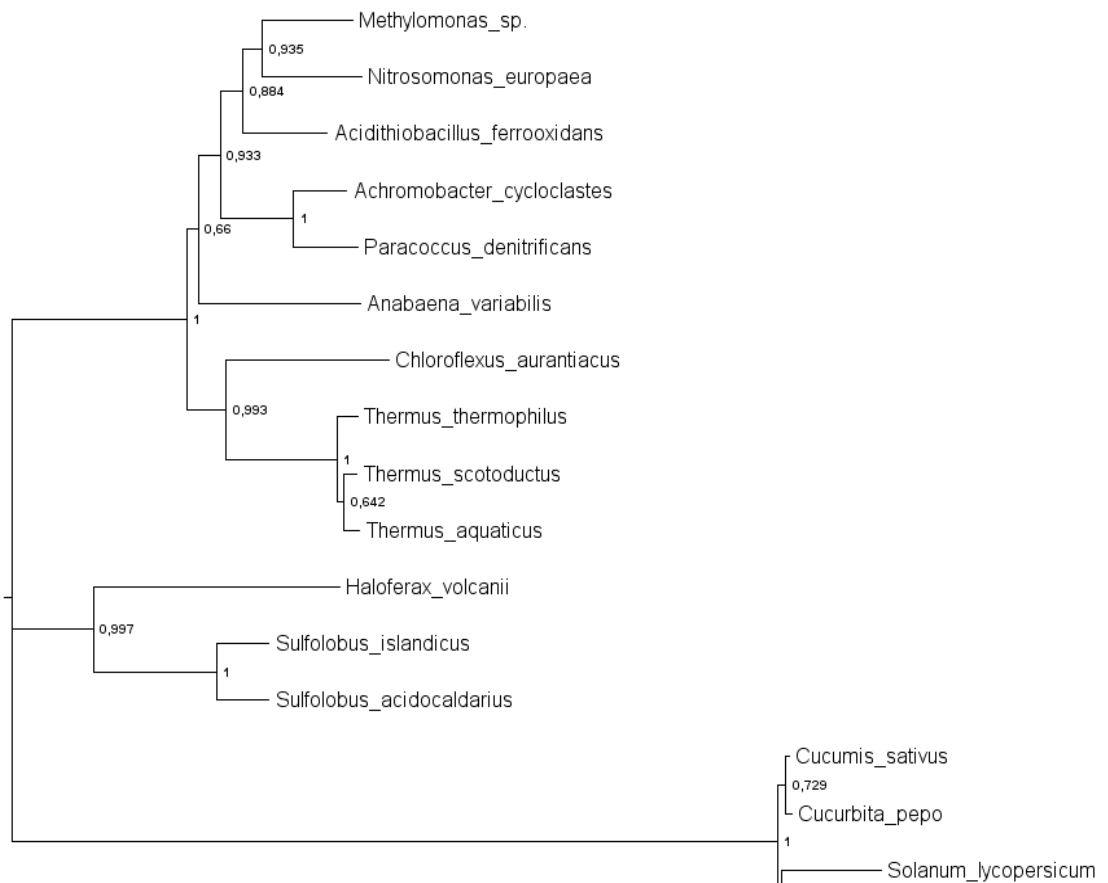 Methylomonas_sp.
0,935
Nitrosomonas_europaea
0,884
Acidithiobacillus_ferrooxidans
0,933
Achromobacter_cycloclastes
1
0,66
Paracoccus_denitrificans
Anabaena_variabilis
1
Chloroflexus_aurantiacus
0,993
Thermus_thermophilus
1
Thermus_scotoductus
0,642
Thermus_aquaticus
Haloferax_volcanii
0,997
Sulfolobus_islandicus
1
Sulfolobus_acidocaldarius
Cucumis_sativus
0,729
Cucurbita_pepo
1
Solanum_lycopersicum